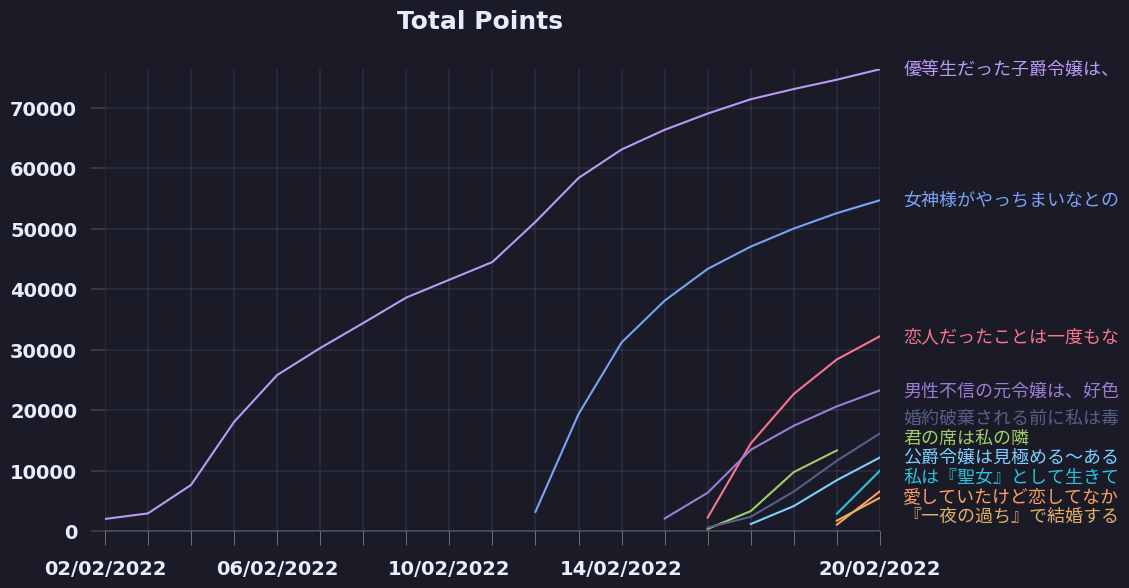 Total Points
優等生だった子爵令嬢は、
70000
60000
女神様がやっちまいなとの
50000
40000
恋人だったことは一度もな
30000
男性不信の元令嬢は、好色
20000
婚約破棄される前に私は毒
君の席は私の隣
公爵令嬢は見極める～ある
10000
私は『聖女』として生きて
愛していたけど恋してなか
『一夜の過ち』で結婚する
0
02/02/2022
06/02/2022
10/02/2022
14/02/2022
20/02/2022